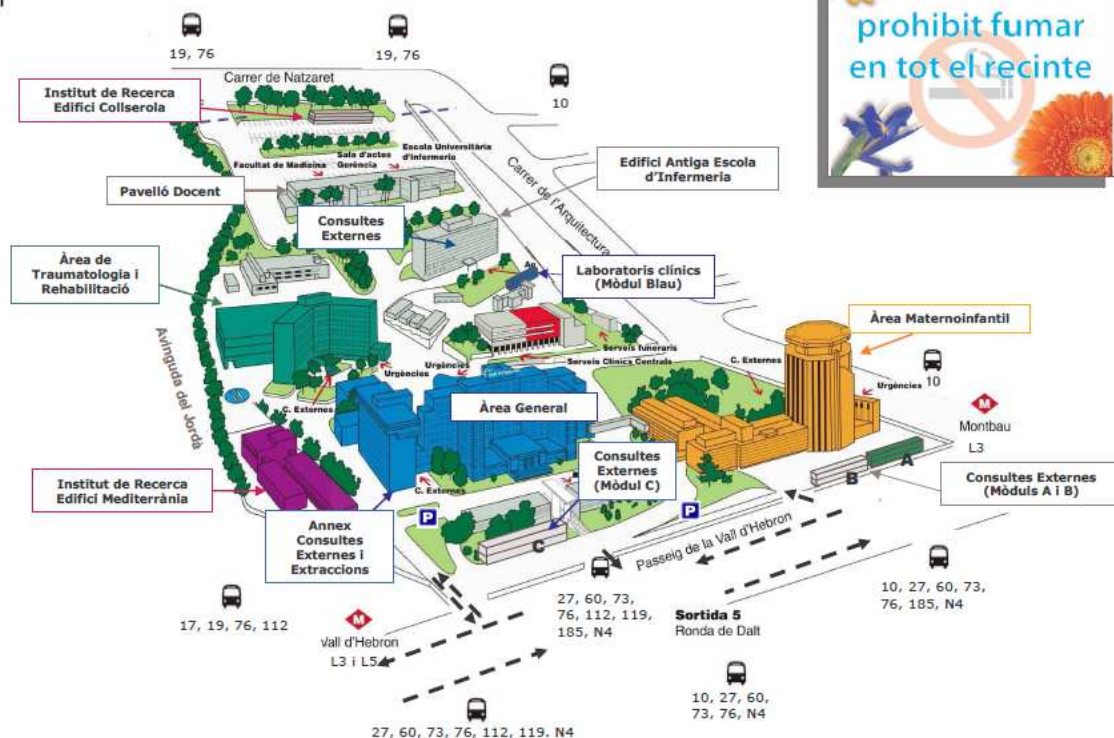 prohibit fumar
en tot el recinte
19, 76
19, 76
10
Carrer de Natzaret
Institut de Recerca
Edifici Collserola
Facultat de Medicina
Sala d'actes
Gerència
Escola Universitària
d'Infermeria
Edifici Antiga Escola
d'Infermeria
Carrer de l'Arquitectura
Pavelló Docent
Consultes
Externes
Àrea de
Traumatologia i
Rehabilitació
Laboratoris clínics
(Mòdul Blau)
Àrea Maternoinfantil
Avinguda del Jordà
Serveis funeraris
Serveis Clínics Centrals
Urgències
Urgències
C. Externes
C. Externes
Urgències
10
M
Montbau
L3
Àrea General
Consultes
Externes
(Mòdul C)
A
B
Consultes Externes
(Mòduls A i B)
Institut de Recerca
Edifici Mediterrània
C. Externes
P
P
Annex
Consultes
Externes i
Extraccions
C
Passeig de la Vall d'Hebron
17, 19, 76, 112
M
Vall d'Hebron
L3 i L5
27, 60, 73,
76, 112, 119,
185, N4
Sortida 5
Ronda de Dalt
10, 27, 60, 73,
76, 185, N4
10, 27, 60,
73, 76, N4
27, 60, 73, 76, 112, 119. N4